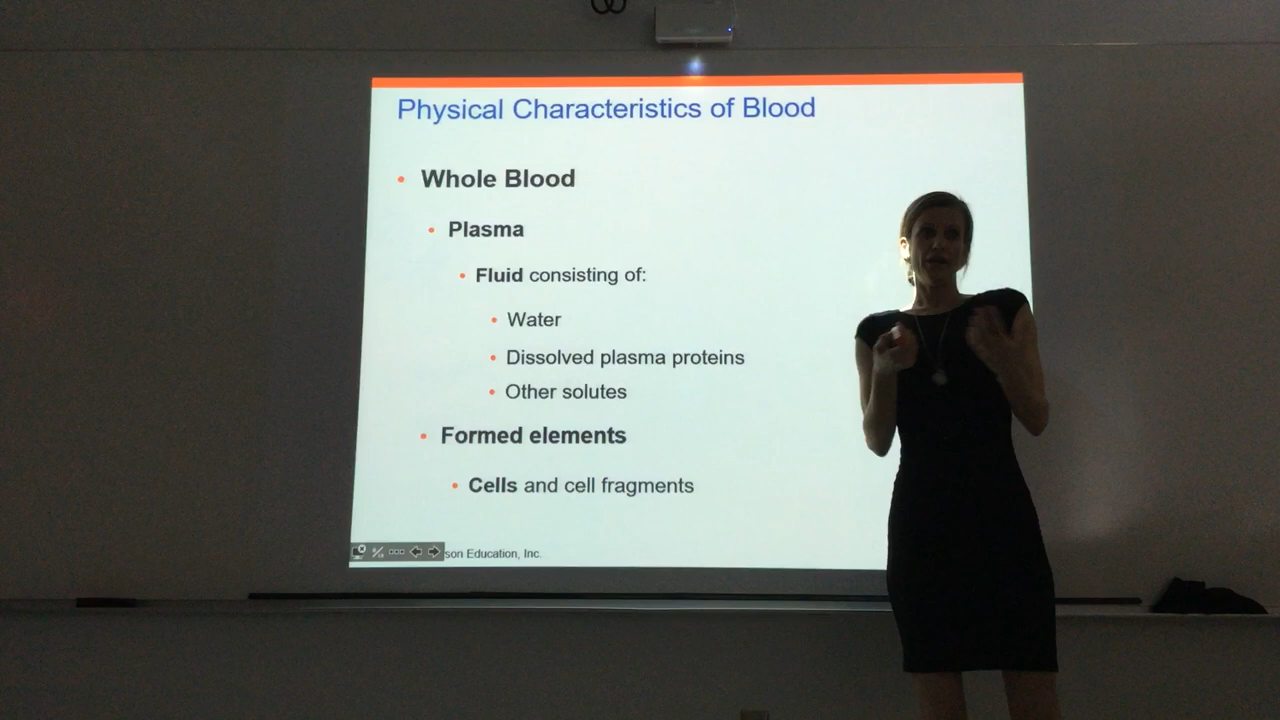 Physical Characteristics of Blood
Whole Blood
Plasma
Fluid consisting of:
Water
Dissolved plasma proteins
Other solutes
Formed elements
Cells and cell fragments
son Education, Inc.